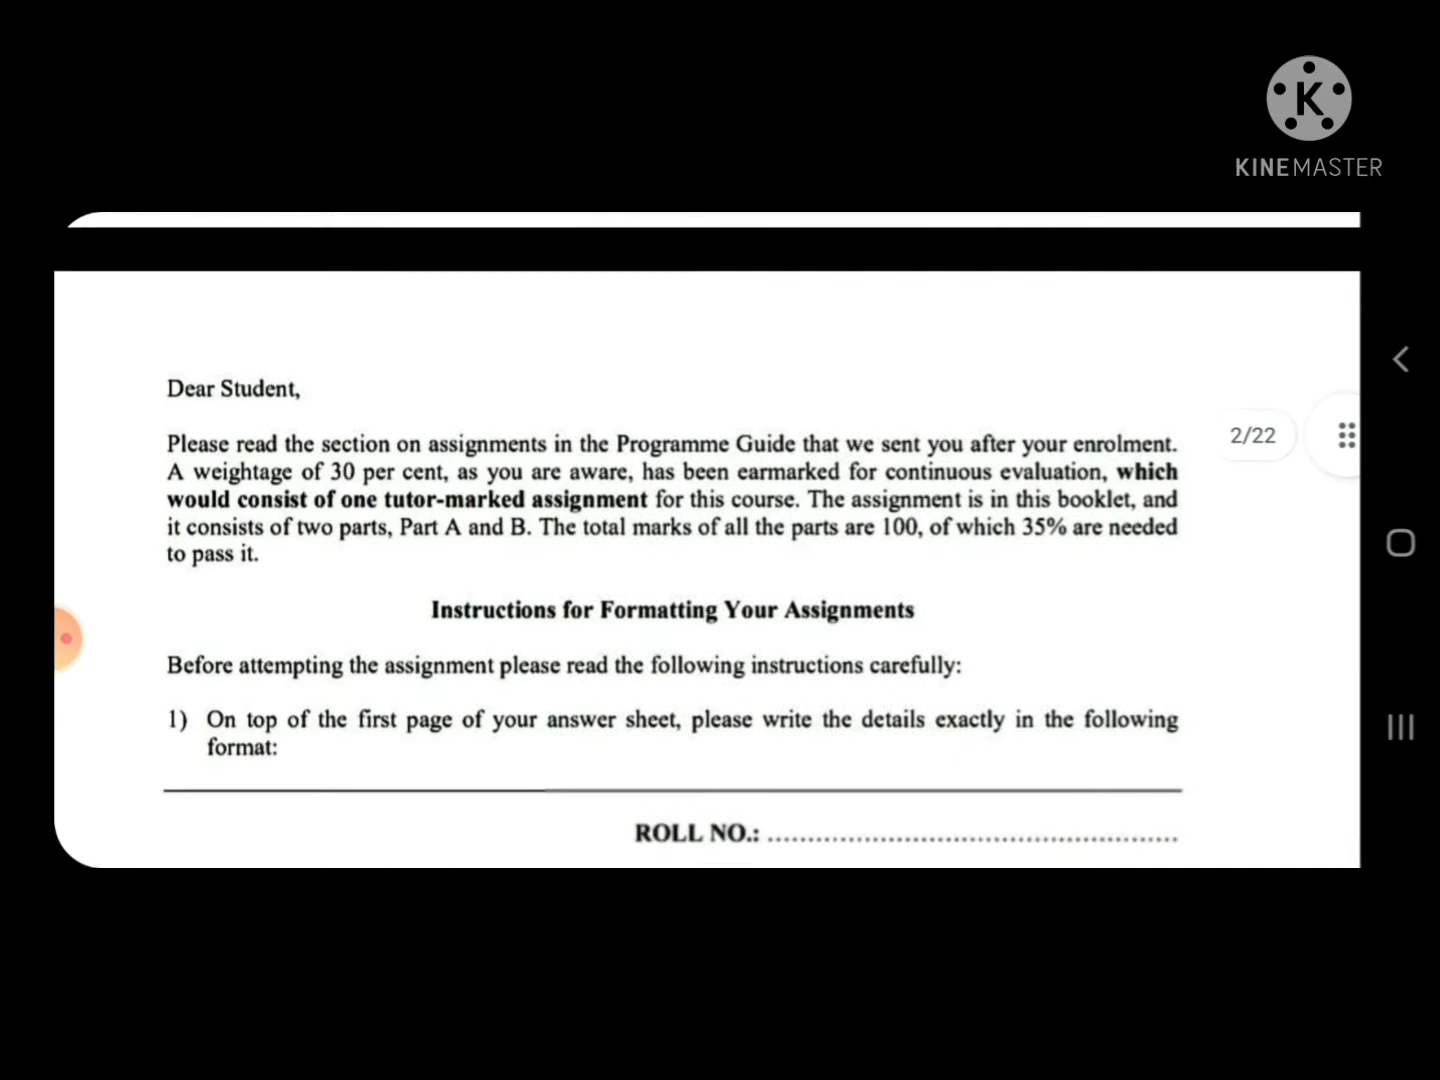 KINEMASTER
Dear Student,
Please read the section on assignments in the Programme Guide that we sent you after your enrolment.
A weightage of 30 per cent, as you are aware, has been earmarked for continuous evaluation, which
would consist of one tutor-marked assignment for this course. The assignment is in this booklet, and
it consists of two parts, Part A and B. The total marks of all the parts are 100, of which 35% are needed
to pass it.
2/22
Instructions for Formatting Your Assignments
Before attempting the assignment please read the following instructions carefully:
1) On top of the first page of your answer sheet, please write the details exactly in the following
format:
ROLL NO.: ....................................................